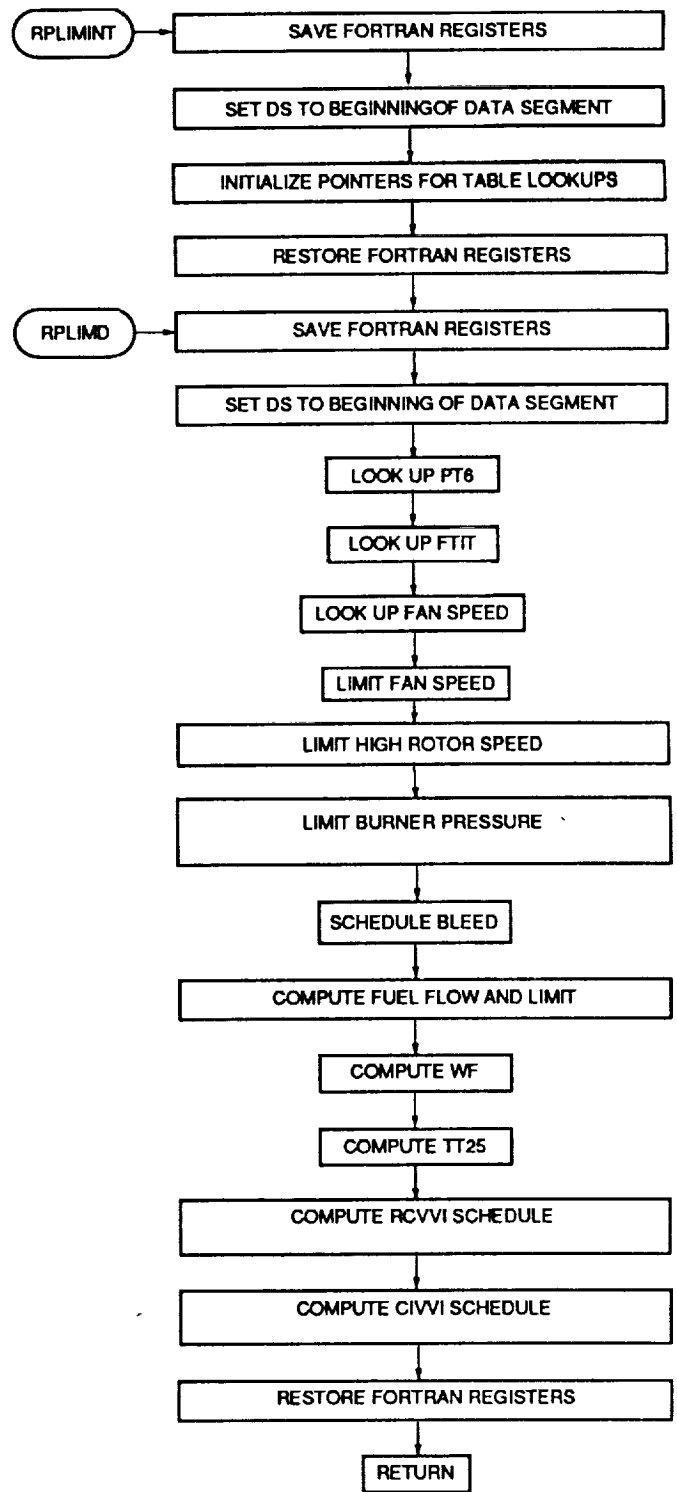 RPLIMINT
SAVE FORTRAN REGISTERS
SET DS TO BEGINNINGOF DATA SEGMENT
INITIALIZE POINTERS FOR TABLE LOOKUPS
RESTORE FORTRAN REGISTERS
RPLIMD
SAVE FORTRAN REGISTERS
SET DS TO BEGINNING OF DATA SEGMENT
LOOK UP PT6
LOOK UP FTIT
LOOK UP FAN SPEED
LIMIT FAN SPEED
LIMIT HIGH ROTOR SPEED
LIMIT BURNER PRESSURE
SCHEDULE BLEED
COMPUTE FUEL FLOW AND LIMIT
COMPUTE WF
COMPUTE TT25
COMPUTE RCVVI SCHEDULE
COMPUTE CIVVI SCHEDULE
RESTORE FORTRAN REGISTERS
RETURN